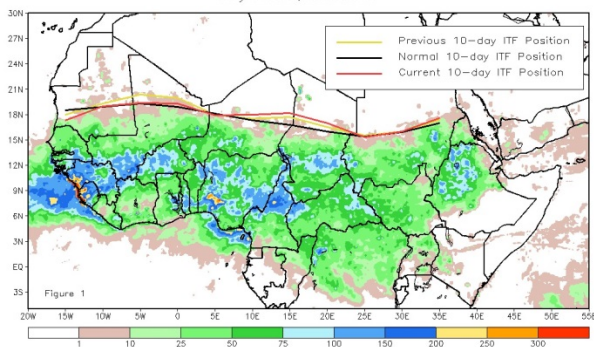 30N
27N
24N
21N
18N
15N
12N
9N
6N
3N
EQ
3S
Previous 10-day ITF Position
Normal 10-day ITF Position
Current 10-day ITF Position
Figure 1
20W 15W 10W 5W 0 5E 10E 15E 20E 25E 30E 35E 40E 45E 50E 55E
1 10 25 50 75 100 150 200 250 300